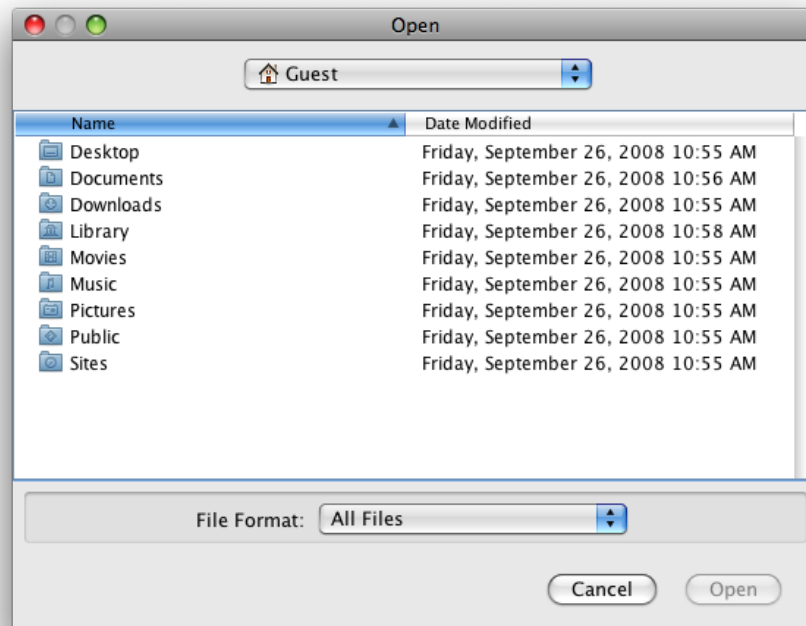 Open
Guest
Name Date Modified
Desktop Friday, September 26, 2008 10:55 AM
Documents Friday, September 26, 2008 10:56 AM
Downloads Friday, September 26, 2008 10:55 AM
Library Friday, September 26, 2008 10:58 AM
Movies Friday, September 26, 2008 10:55 AM
Music Friday, September 26, 2008 10:55 AM
Pictures Friday, September 26, 2008 10:55 AM
Public Friday, September 26, 2008 10:55 AM
Sites Friday, September 26, 2008 10:55 AM
File Format: All Files
Cancel Open